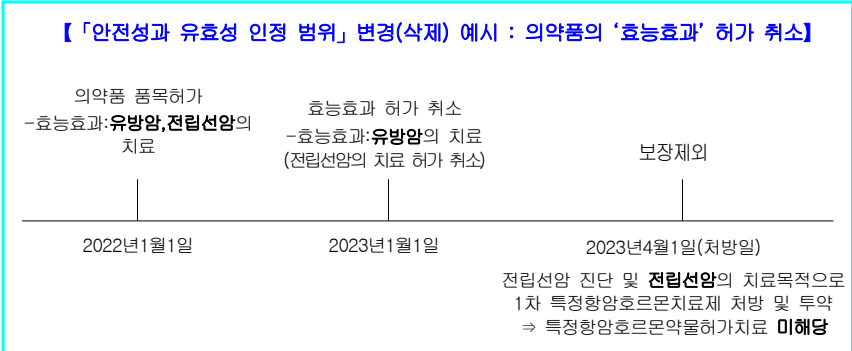 【「안전성과 유효성 인정 범위」 변경(삭제) 예시 : 의약품의 ‘효능효과’ 허가 취소】
의약품 품목허가
-효능효과:유방암,전립선암의
치료
효능효과 허가 취소
-효능효과:유방암의 치료
(전립선암의 치료 허가 취소)
보장제외
2022년1월1일
2023년1월1일
2023년4월1일(처방일)
전립선암 진단 및 전립선암의 치료목적으로
1차 특정항암호르몬치료제 처방 및 투약
⇒ 특정항암호르몬약물허가치료 미해당